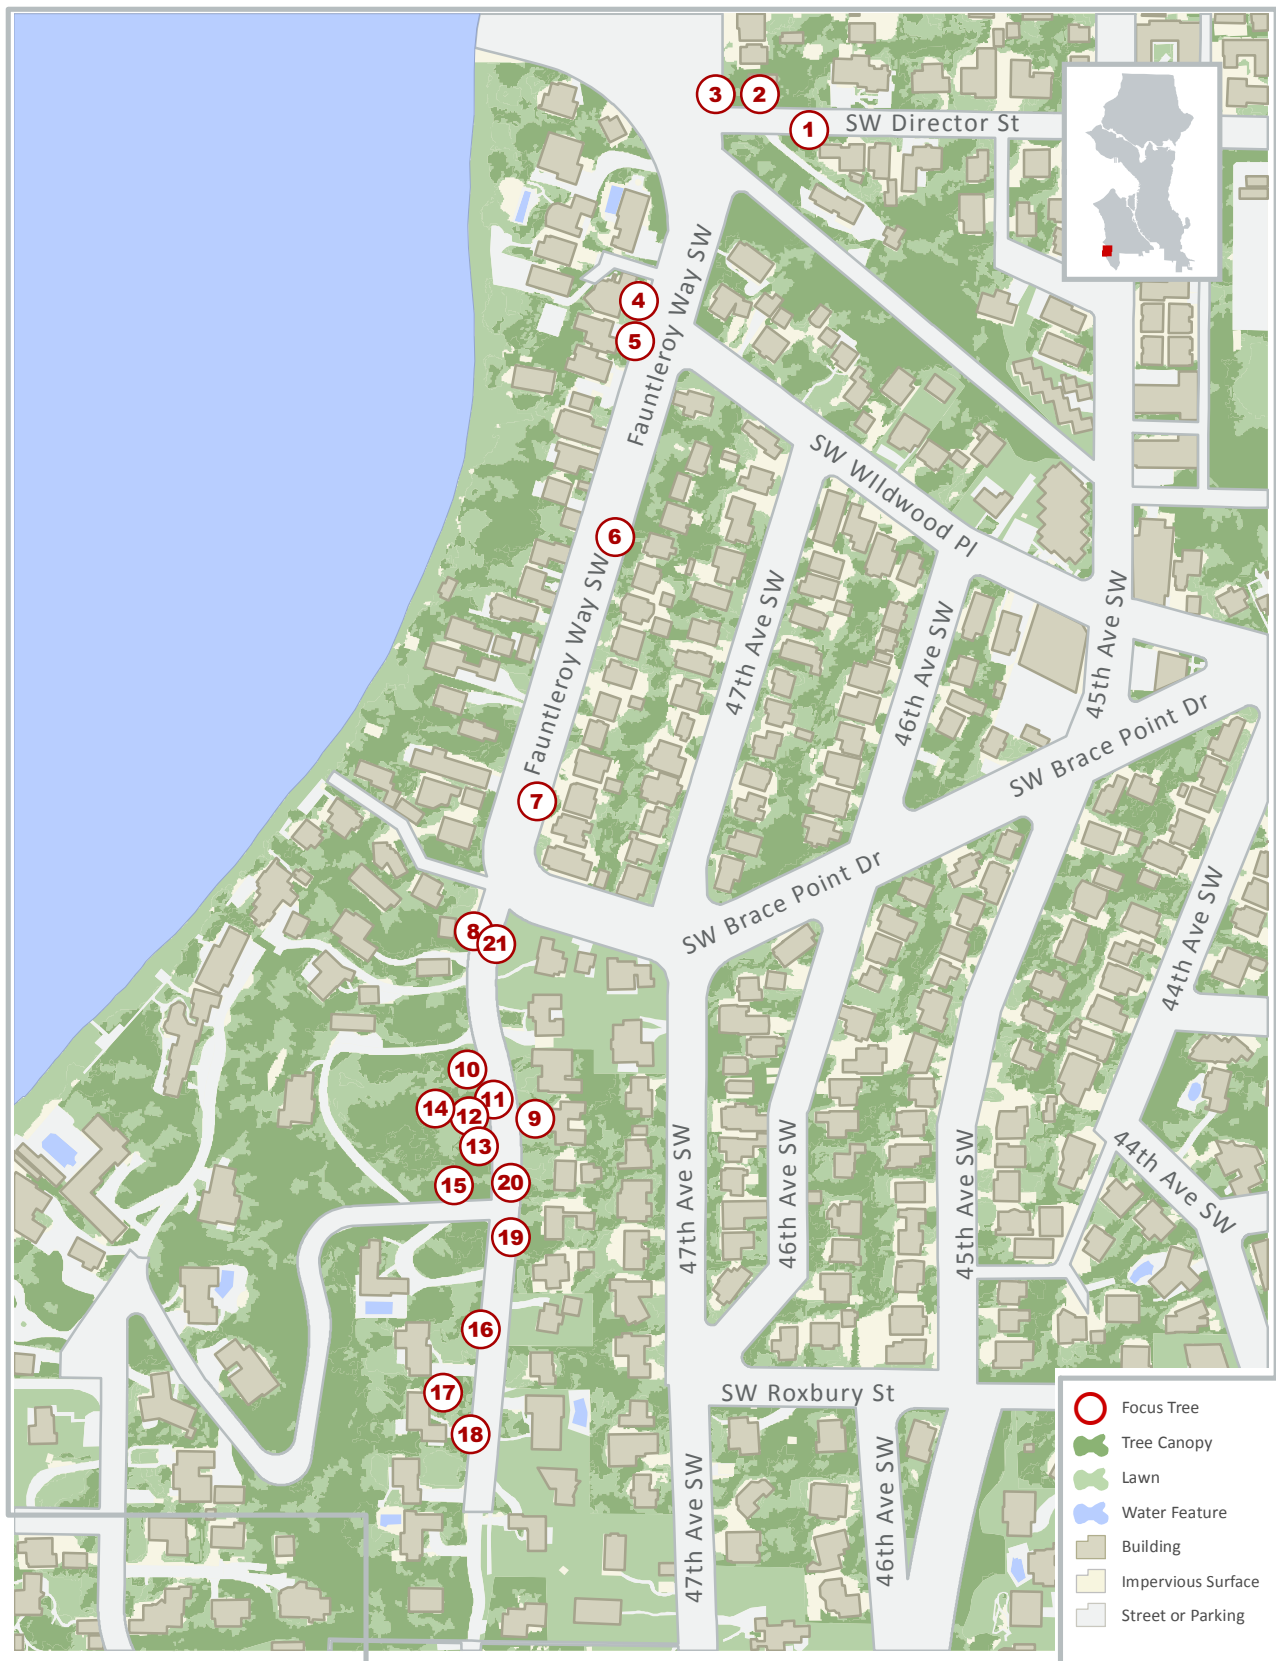 3
2
1
SW Director St
Fauntleroy Way SW
4
5
SW WIldwood Pl
6
Fauntleroy Way SW
47th Ave SW
46th Ave SW
45th Ave SW
SW Brace Point Dr
7
SW Brace Point Dr
44th Ave SW
8
21
10
11
14
12
9
13
15
20
47th Ave SW
46th Ave SW
45th Ave SW
44th Ave SW
19
16
17
SW Roxbury St
18
47th Ave SW
46th Ave SW
Focus Tree
Tree Canopy
Lawn
Water Feature
Building
Impervious Surface
Street or Parking